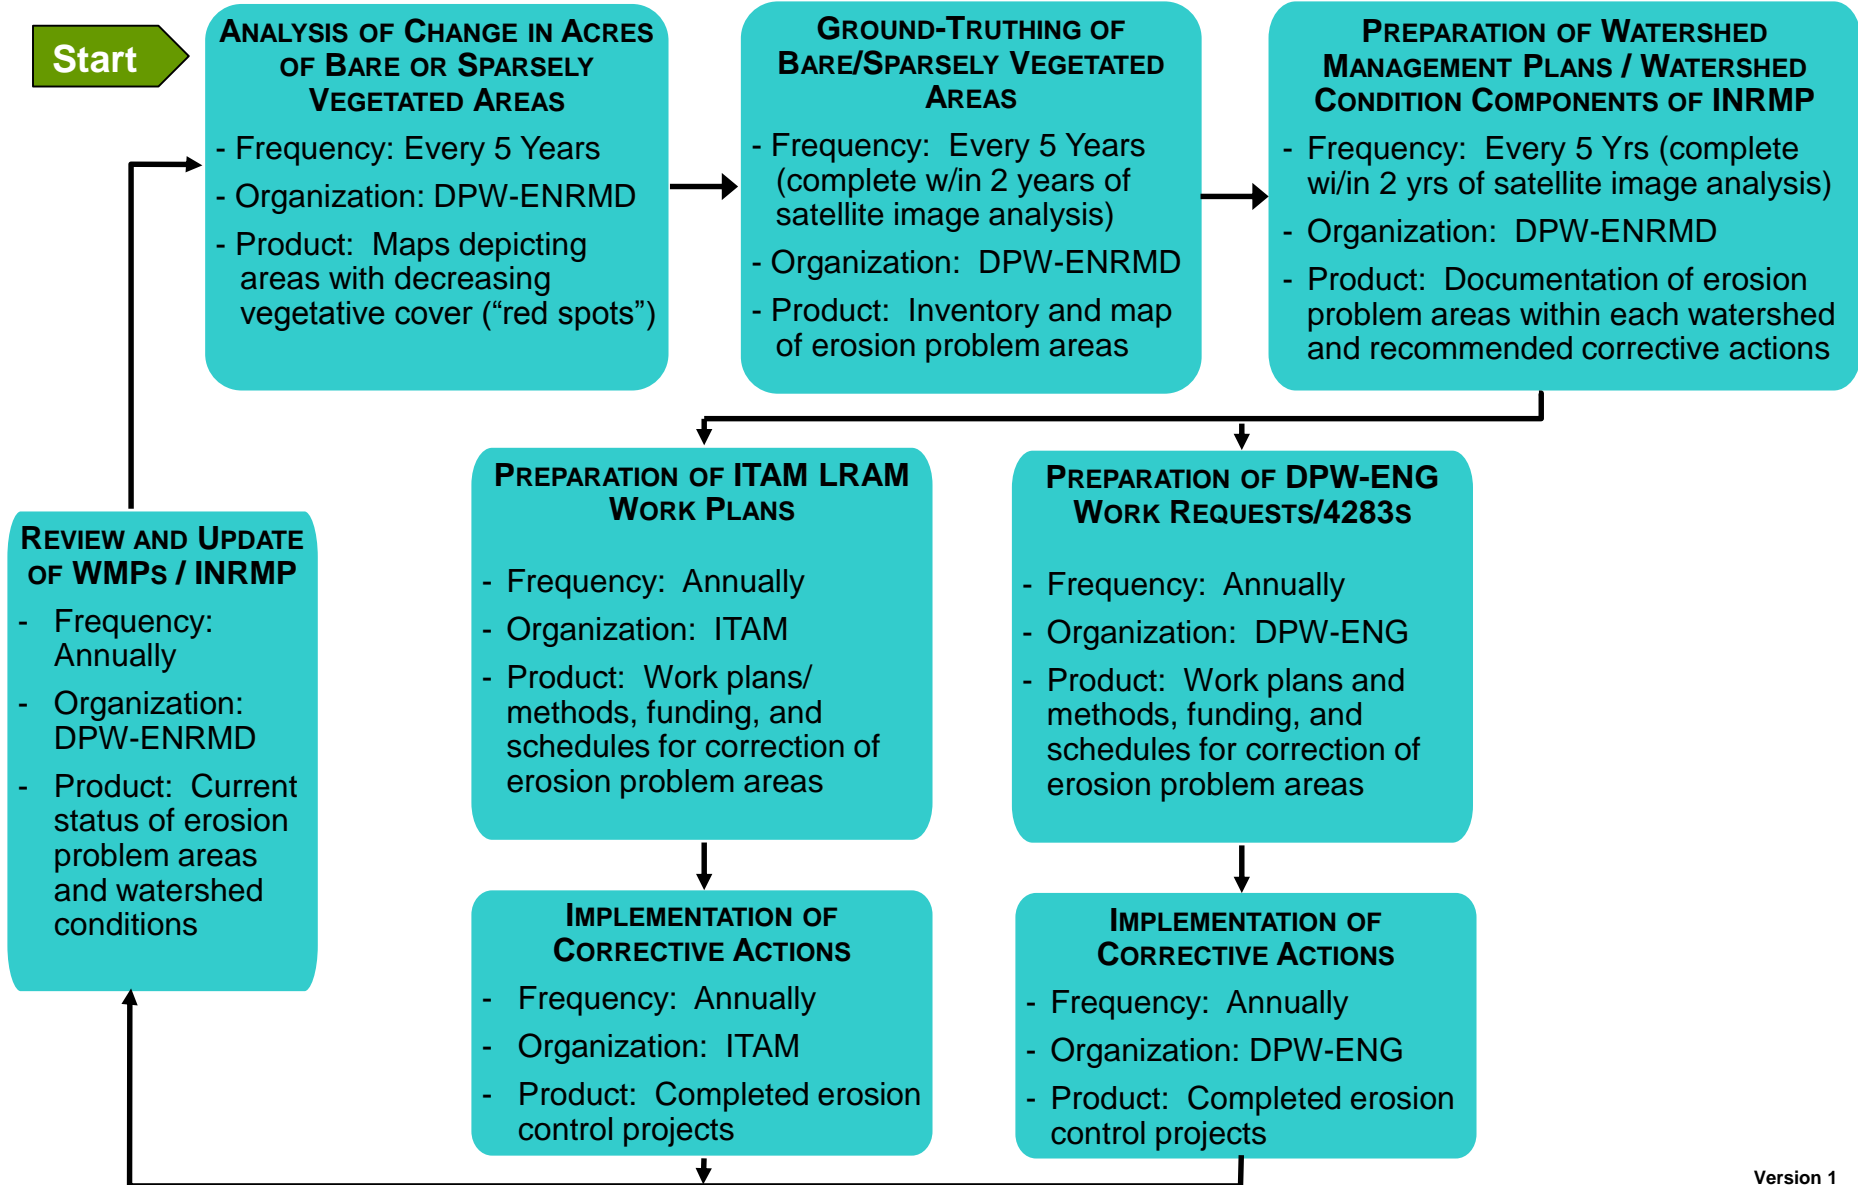 Start
ANALYSIS OF CHANGE IN ACRES
OF BARE OR SPARSELY
VEGETATED AREAS
- Frequency: Every 5 Years
- Organization: DPW-ENRMD
- Product: Maps depicting
areas with decreasing
vegetative cover (“red spots”)
GROUND-TRUTHING OF
BARE/SPARSELY VEGETATED
AREAS
- Frequency: Every 5 Years
(complete w/in 2 years of
satellite image analysis)
- Organization: DPW-ENRMD
- Product: Inventory and map
of erosion problem areas
PREPARATION OF WATERSHED
MANAGEMENT PLANS / WATERSHED
CONDITION COMPONENTS OF INRMP
- Frequency: Every 5 Yrs (complete
wi/in 2 yrs of satellite image analysis)
- Organization: DPW-ENRMD
- Product: Documentation of erosion
problem areas within each watershed
and recommended corrective actions
PREPARATION OF ITAM LRAM
WORK PLANS
- Frequency: Annually
- Organization: ITAM
- Product: Work plans/
methods, funding, and
schedules for correction of
erosion problem areas
PREPARATION OF DPW-ENG
WORK REQUESTS/4283S
- Frequency: Annually
- Organization: DPW-ENG
- Product: Work plans and
methods, funding, and
schedules for correction of
erosion problem areas
REVIEW AND UPDATE
OF WMPS / INRMP
- Frequency:
Annually
- Organization:
DPW-ENRMD
- Product: Current
status of erosion
problem areas
and watershed
conditions
IMPLEMENTATION OF
CORRECTIVE ACTIONS
- Frequency: Annually
- Organization: ITAM
- Product: Completed erosion
control projects
IMPLEMENTATION OF
CORRECTIVE ACTIONS
- Frequency: Annually
- Organization: DPW-ENG
- Product: Completed erosion
control projects
Version 1